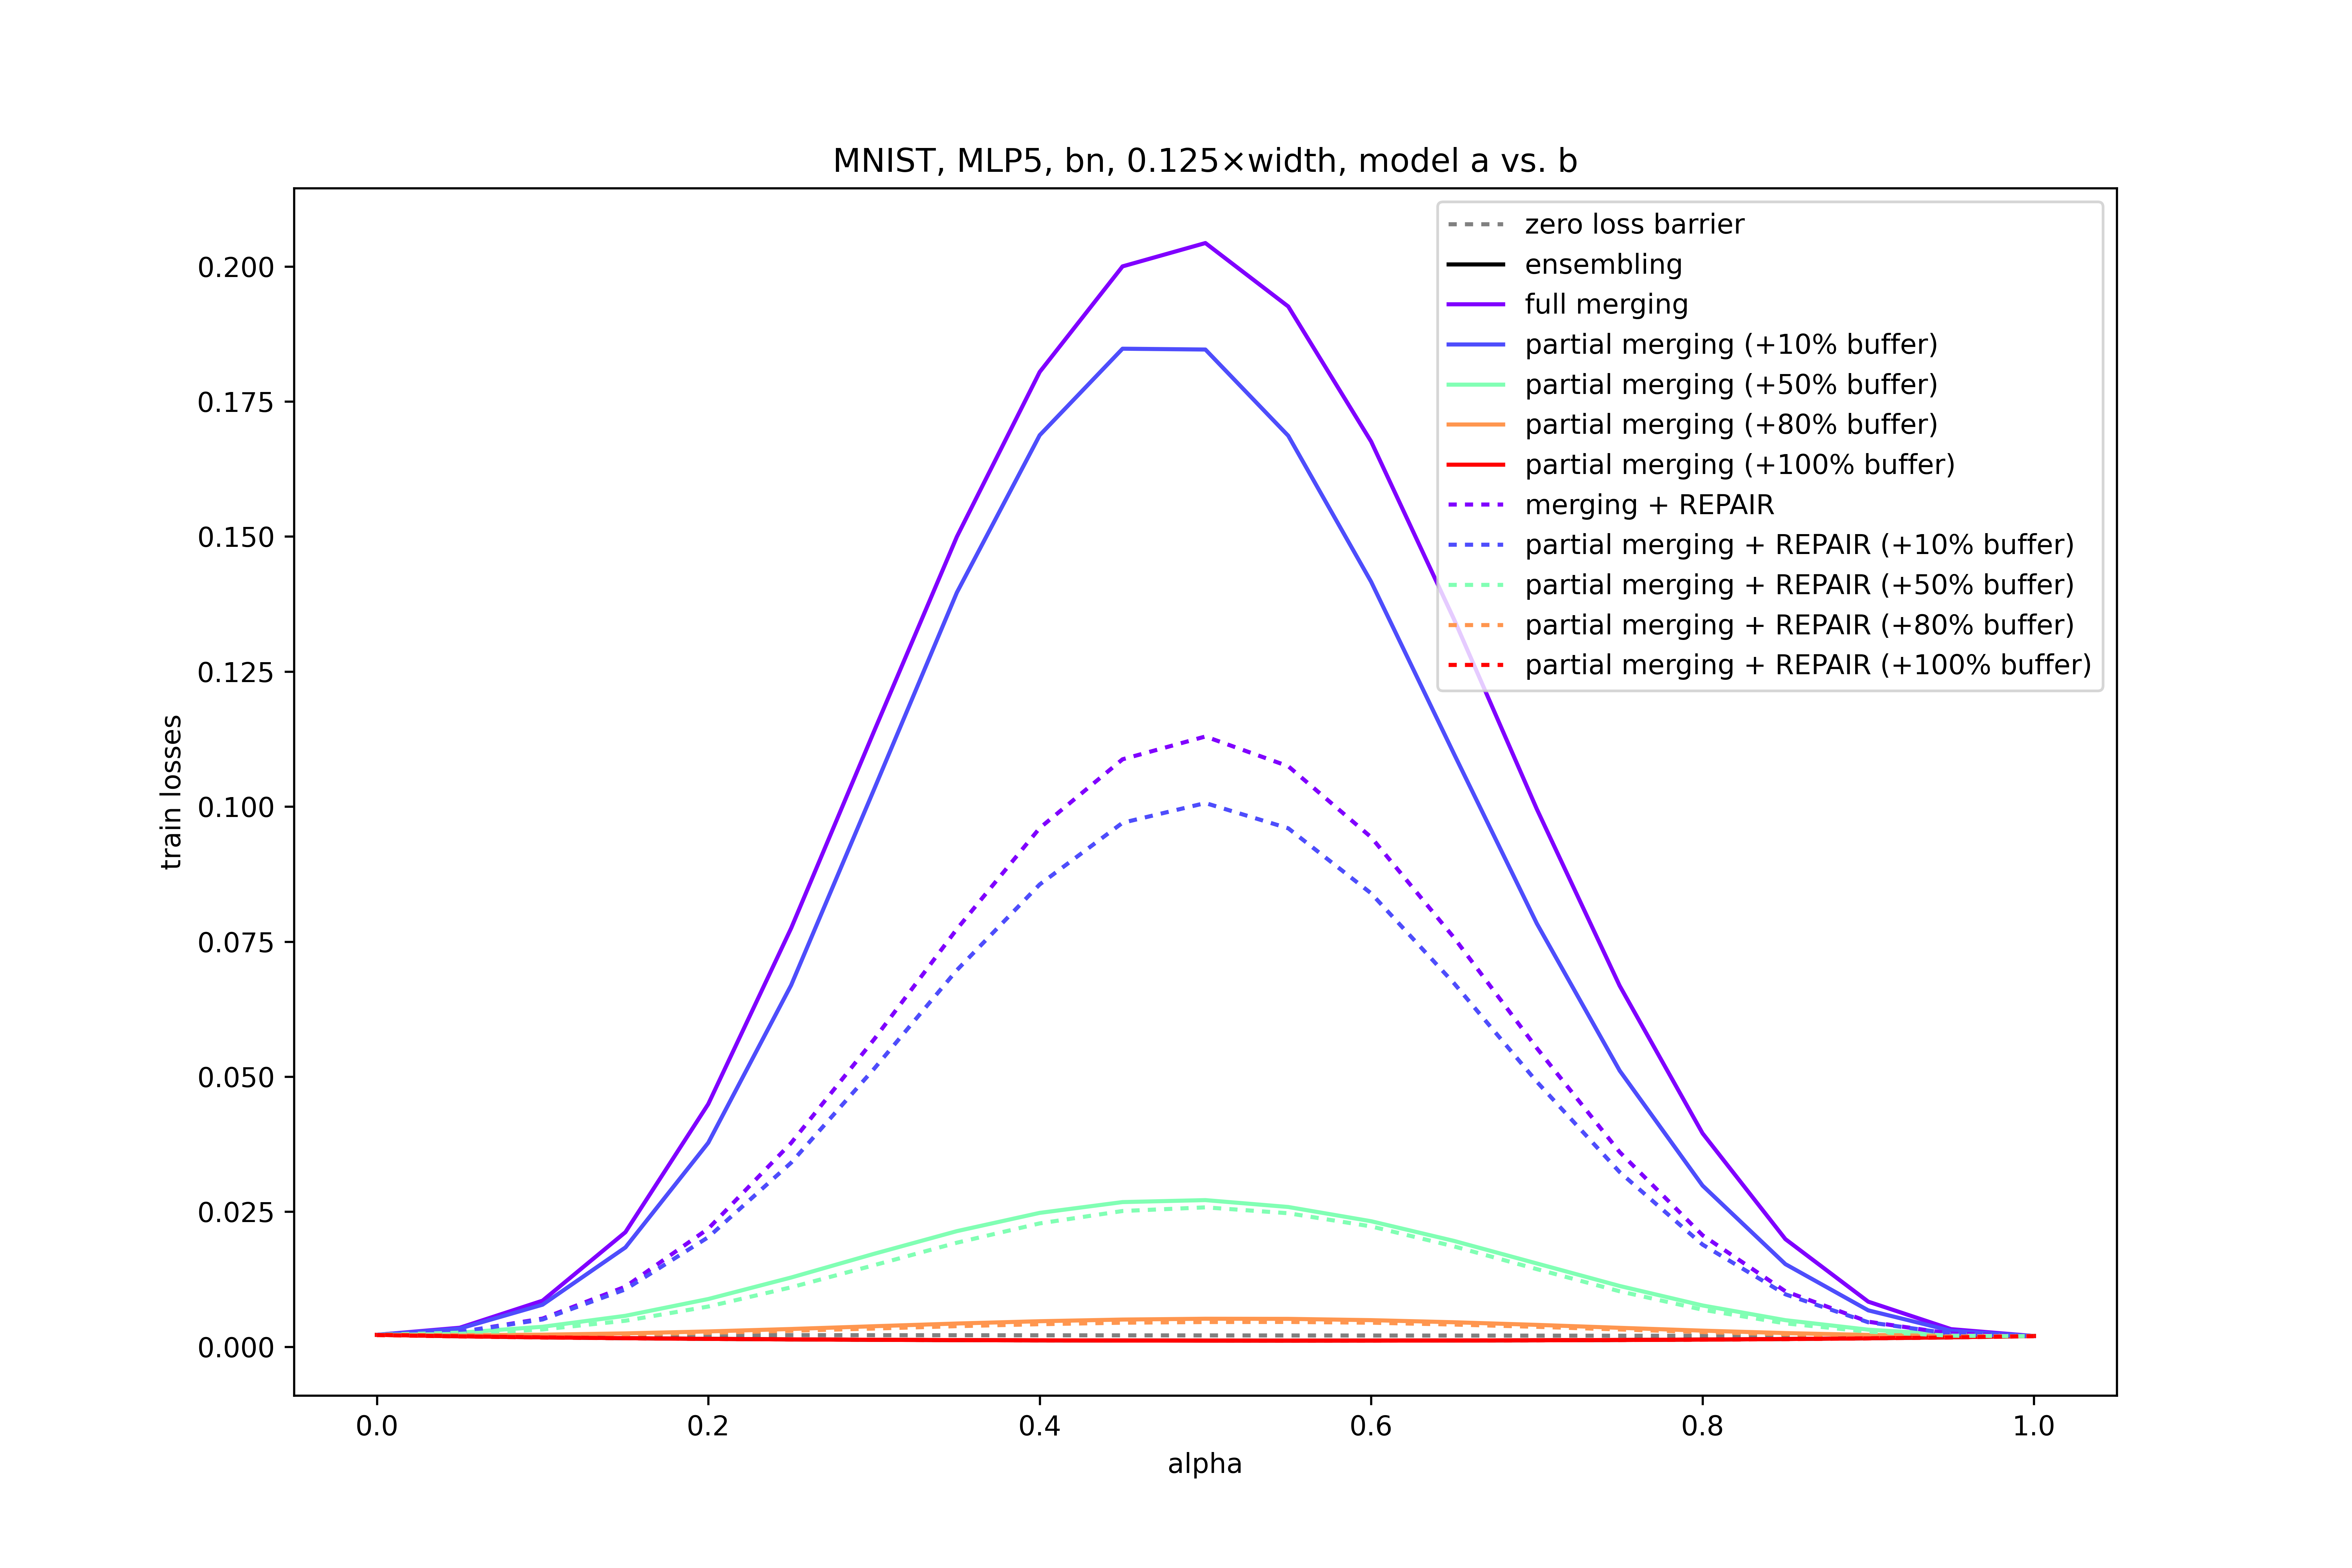 MNIST, MLP5, bn, 0.125×width, model a vs. b
zero loss barrier
ensembling
full merging
partial merging (+10% buffer)
partial merging (+50% buffer)
partial merging (+80% buffer)
partial merging (+100% buffer)
merging + REPAIR
partial merging + REPAIR (+10% buffer)
partial merging + REPAIR (+50% buffer)
partial merging + REPAIR (+80% buffer)
partial merging + REPAIR (+100% buffer)
train losses
0.200
0.175
0.150
0.125
0.100
0.075
0.050
0.025
0.000
0.0 0.2 0.4 0.6 0.8 1.0
alpha